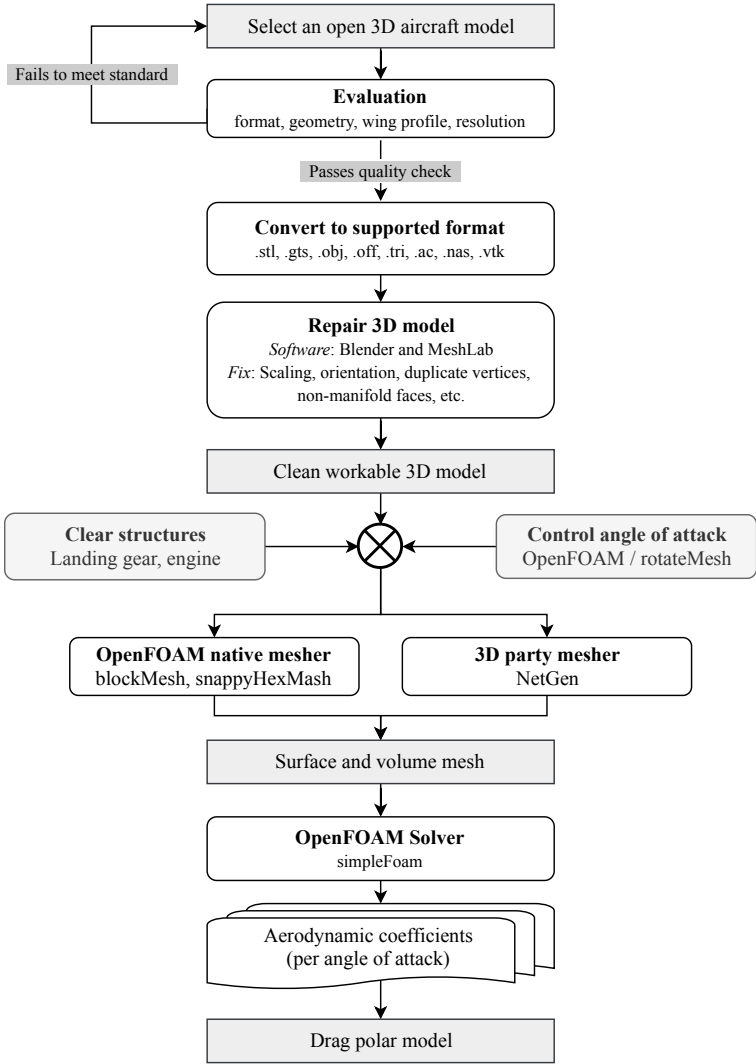 Select an open 3D aircraft model
Fails to meet standard
Evaluation
format, geometry, wing profile, resolution
Passes quality check
Convert to supported format
.stl, .gts, .obj, .off, .tri, .ac, .nas, .vtk
Repair 3D model
Software: Blender and MeshLab
Fix: Scaling, orientation, duplicate vertices,
non-manifold faces, etc.
Clean workable 3D model
Clear structures
Landing gear, engine
Control angle of attack
OpenFOAM / rotateMesh
OpenFOAM native mesher
blockMesh, snappyHexMash
3D party mesher
NetGen
Surface and volume mesh
OpenFOAM Solver
simpleFoam
Aerodynamic coefficients
(per angle of attack)
Drag polar model